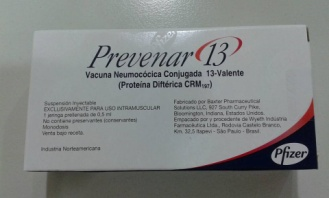 Prevenar 13
Vacuna Neumocócica Conjugada 13-Valente
(Proteína Diftérica CRM197)
Suspensión Inyectable
EXCLUSIVAMENTE PARA USO INTRAMUSCULAR
1 jeringa prellenada de 0,5 ml
No contiene preservantes (conservantes)
Monodosis
Venta bajo receta.
Industria Norteamericana
Fabricado por Baxter Pharmaceutical
Solutions LLC, 927 South Curry Pike,
Bloomington, Indiana, Estados Unidos.
Empacado por y procedente de Wyeth Indústria
Farmacêutica Ltda., Rodovia Castelo Branco,
Km. 32,5 Itapevi - São Paulo - Brasil.
Pfizer